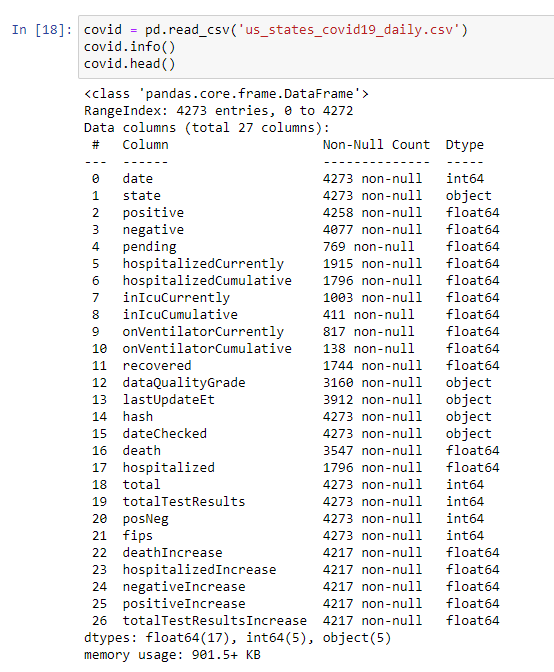 In [18]: covid = pd.read_csv('us_states_covid19_daily.csv')
covid.info()
covid.head()
<class 'pandas.core.frame.DataFrame'>
RangeIndex: 4273 entries, 0 to 4272
Data columns (total 27 columns):
 #   Column                    Non-Null Count  Dtype
---  ------                    --------------  -----
 0   date                      4273 non-null   int64
 1   state                     4273 non-null   object
 2   positive                  4258 non-null   float64
 3   negative                  4077 non-null   float64
 4   pending                   769 non-null    float64
 5   hospitalizedCurrently     1915 non-null   float64
 6   hospitalizedCumulative    1796 non-null   float64
 7   inIcuCurrently            1003 non-null   float64
 8   inIcuCumulative           411 non-null    float64
 9   onVentilatorCurrently     817 non-null    float64
 10  onVentilatorCumulative    138 non-null    float64
 11  recovered                 1744 non-null   float64
 12  dataQualityGrade          3160 non-null   object
 13  lastUpdateEt              3912 non-null   object
 14  hash                      4273 non-null   object
 15  dateChecked               4273 non-null   object
 16  death                     3547 non-null   float64
 17  hospitalized              1796 non-null   float64
 18  total                     4273 non-null   int64
 19  totalTestResults          4273 non-null   int64
 20  posNeg                    4273 non-null   int64
 21  fips                      4273 non-null   int64
 22  deathIncrease             4217 non-null   float64
 23  hospitalizedIncrease      4217 non-null   float64
 24  negativeIncrease          4217 non-null   float64
 25  positiveIncrease          4217 non-null   float64
 26  totalTestResultsIncrease  4217 non-null   float64
dtypes: float64(17), int64(5), object(5)
memory usage: 901.5+ KB